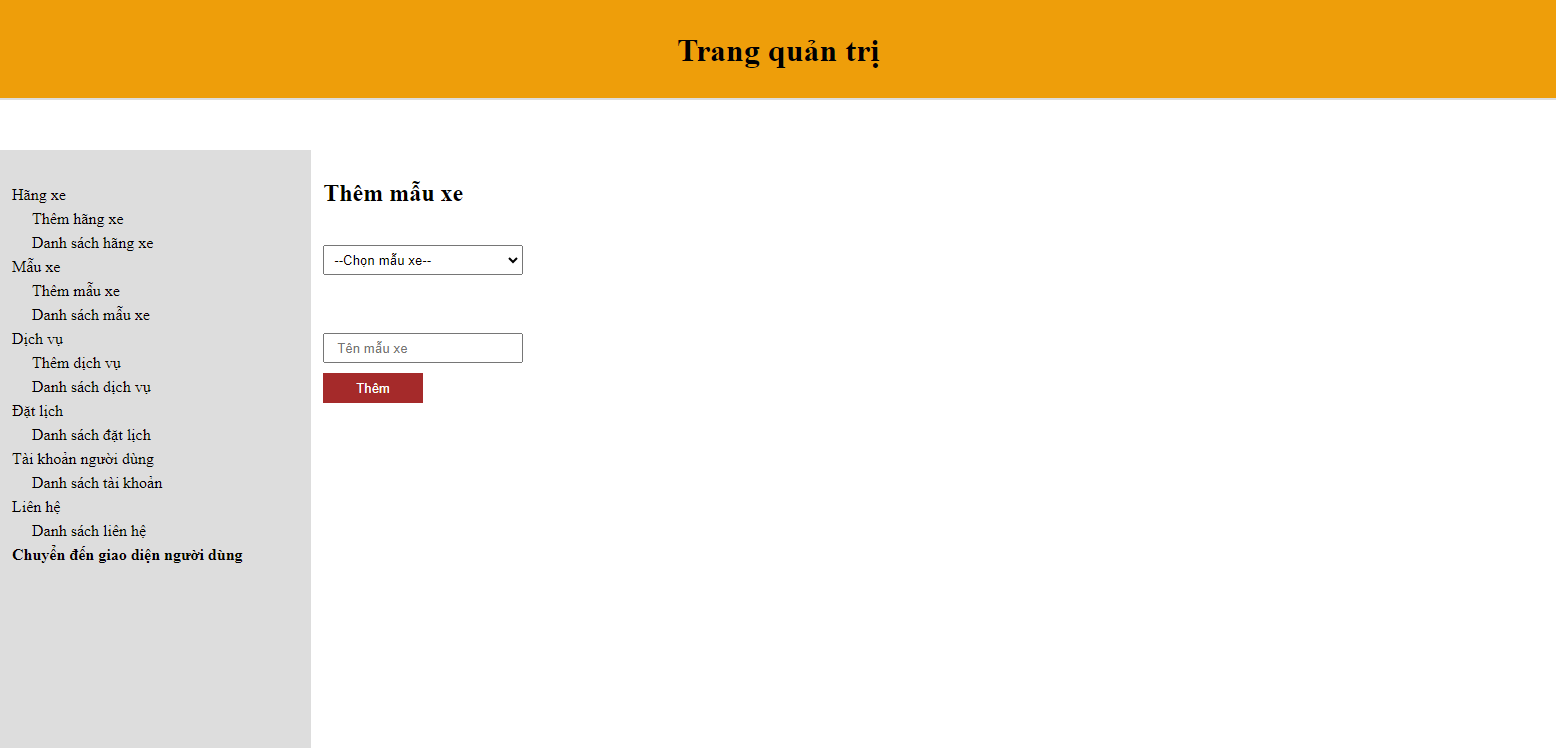 Trang quản trị
Hãng xe
Thêm hãng xe
Danh sách hãng xe
Mẫu xe
Thêm mẫu xe
Danh sách mẫu xe
Dịch vụ
Thêm dịch vụ
Danh sách dịch vụ
Đặt lịch
Danh sách đặt lịch
Tài khoản người dùng
Danh sách tài khoản
Liên hệ
Danh sách liên hệ
Chuyển đến giao diện người dùng
Thêm mẫu xe
--Chọn mẫu xe--
Tên mẫu xe
Thêm